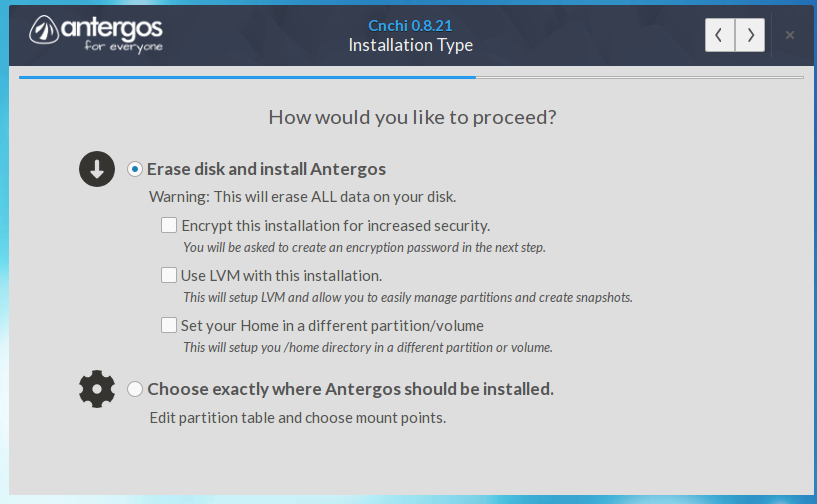 antergos
for everyone
Cnchi 0.8.21
Installation Type
How would you like to proceed?
Erase disk and install Antergos
Warning: This will erase ALL data on your disk.
Encrypt this installation for increased security.
You will be asked to create an encryption password in the next step.
Use LVM with this installation.
This will setup LVM and allow you to easily manage partitions and create snapshots.
Set your Home in a different partition/volume
This will setup you /home directory in a different partition or volume.
Choose exactly where Antergos should be installed.
Edit partition table and choose mount points.